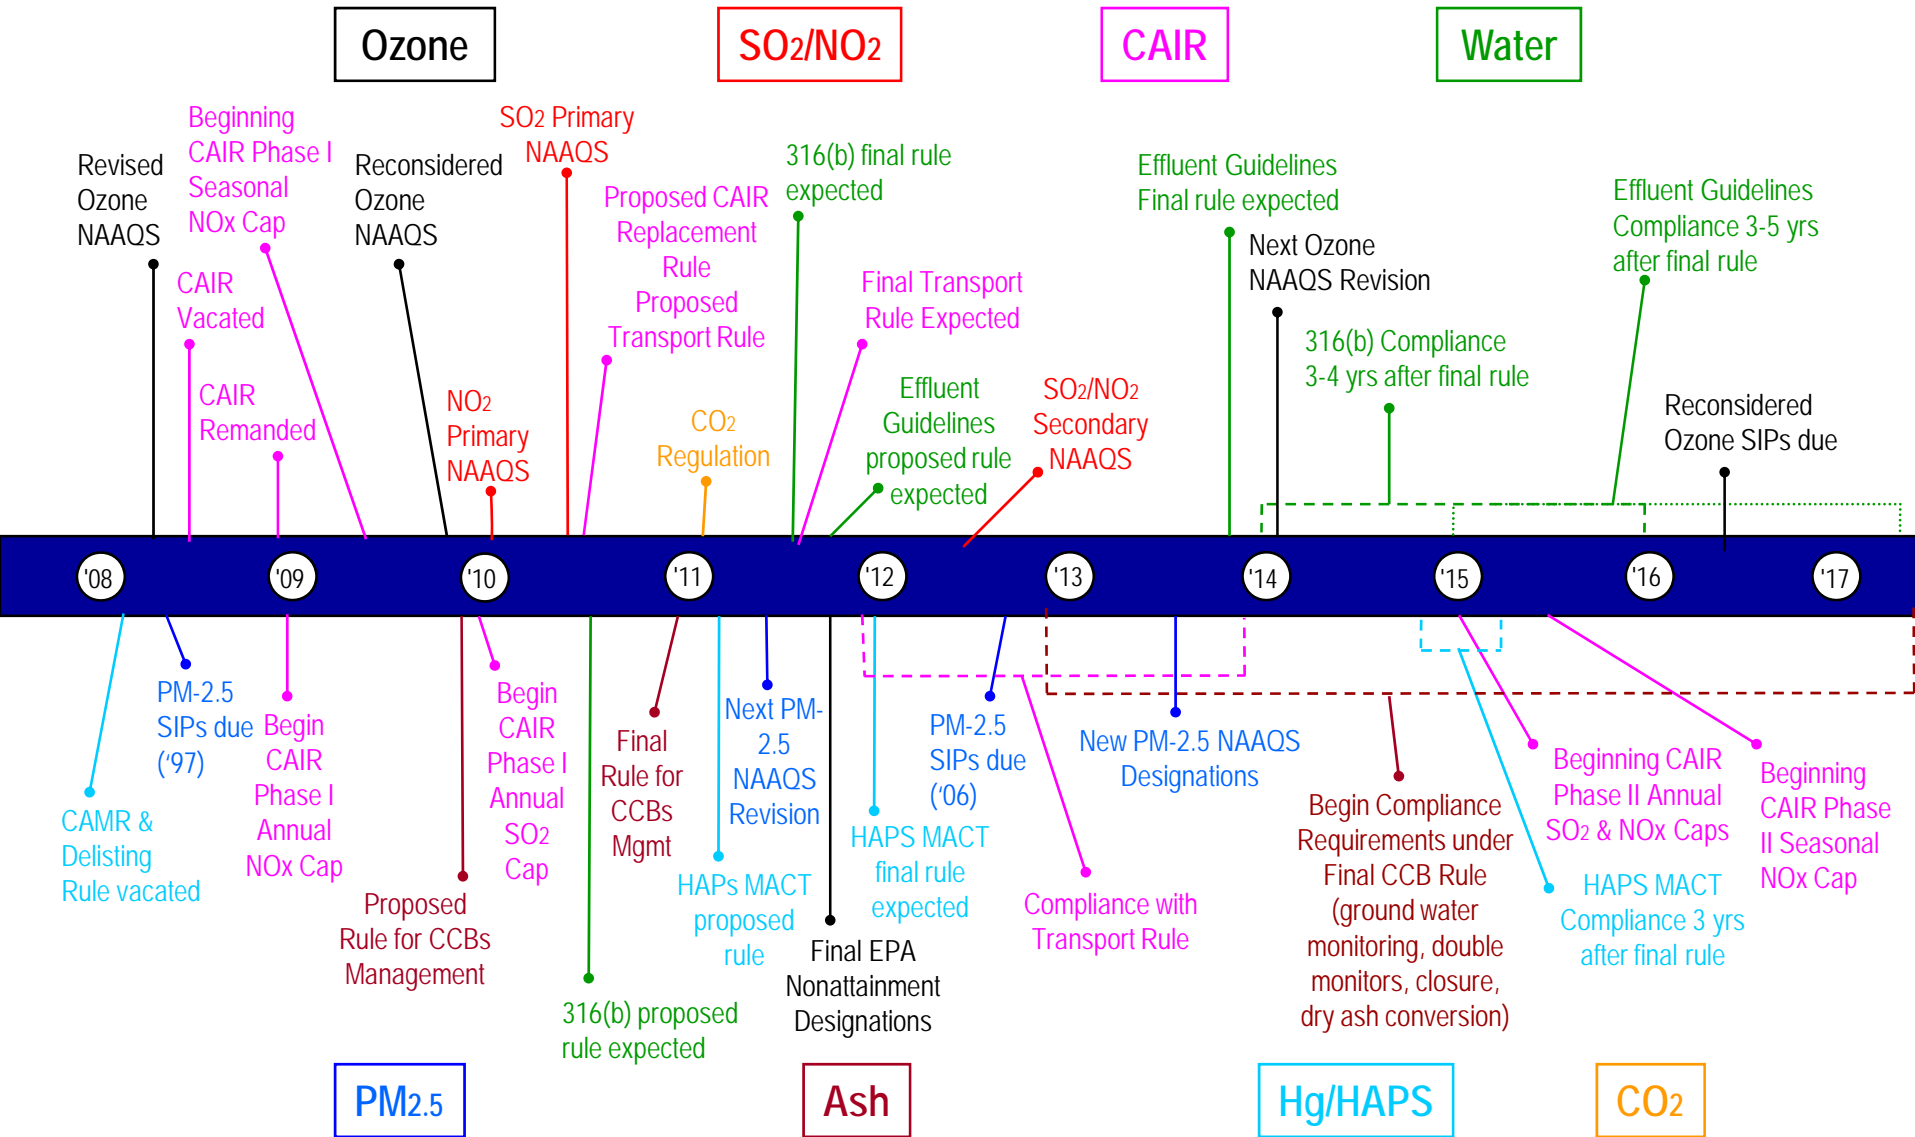 Ozone
SO2/NO2
CAIR
Water
Revised
Ozone
NAAQS
Beginning
CAIR Phase I
Seasonal
NOx Cap
CAIR
Vacated
CAIR
Remanded
Reconsidered
Ozone
NAAQS
NO2
Primary
NAAQS
SO2 Primary
NAAQS
Proposed CAIR
Replacement
Rule
Proposed
Transport Rule
CO2
Regulation
316(b) final rule
expected
Final Transport
Rule Expected
Effluent
Guidelines
proposed rule
expected
SO2/NO2
Secondary
NAAQS
Effluent Guidelines
Final rule expected
Next Ozone
NAAQS Revision
316(b) Compliance
3-4 yrs after final rule
Effluent Guidelines
Compliance 3-5 yrs
after final rule
Reconsidered
Ozone SIPs due
'08
'09
'10
'11
'12
'13
'14
'15
'16
'17
CAMR &
Delisting
Rule vacated
PM-2.5
SIPs due
('97)
Begin
CAIR
Phase I
Annual
NOx Cap
Proposed
Rule for CCBs
Management
Begin
CAIR
Phase I
Annual
SO2
Cap
316(b) proposed
rule expected
Final
Rule for
CCBs
Mgmt
HAPs MACT
proposed
rule
Next PM-
2.5
NAAQS
Revision
Final EPA
Nonattainment
Designations
HAPS MACT
final rule
expected
PM-2.5
SIPs due
('06)
Compliance with
Transport Rule
New PM-2.5 NAAQS
Designations
Begin Compliance
Requirements under
Final CCB Rule
(ground water
monitoring, double
monitors, closure,
dry ash conversion)
Beginning CAIR
Phase II Annual
SO2 & NOx Caps
HAPS MACT
Compliance 3 yrs
after final rule
Beginning
CAIR Phase
II Seasonal
NOx Cap
PM2.5
Ash
Hg/HAPS
CO2